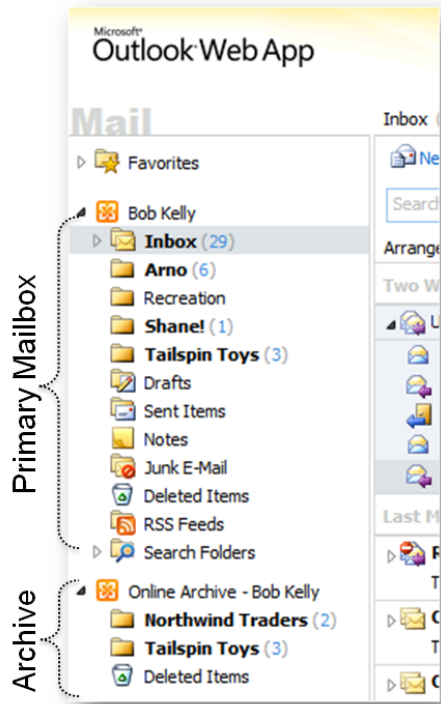 Microsoft®
Outlook Web App
Mail
Favorites
Bob Kelly
Inbox (29)
Arno (6)
Recreation
Shane! (1)
Tailspin Toys (3)
Drafts
Sent Items
Notes
Junk E-Mail
Deleted Items
RSS Feeds
Search Folders
Online Archive - Bob Kelly
Northwind Traders (2)
Tailspin Toys (3)
Deleted Items
Primary Mailbox
Archive
Inbox (
Ne
Search
Arrange
Two W
U
Last M
R
T
C
T
C